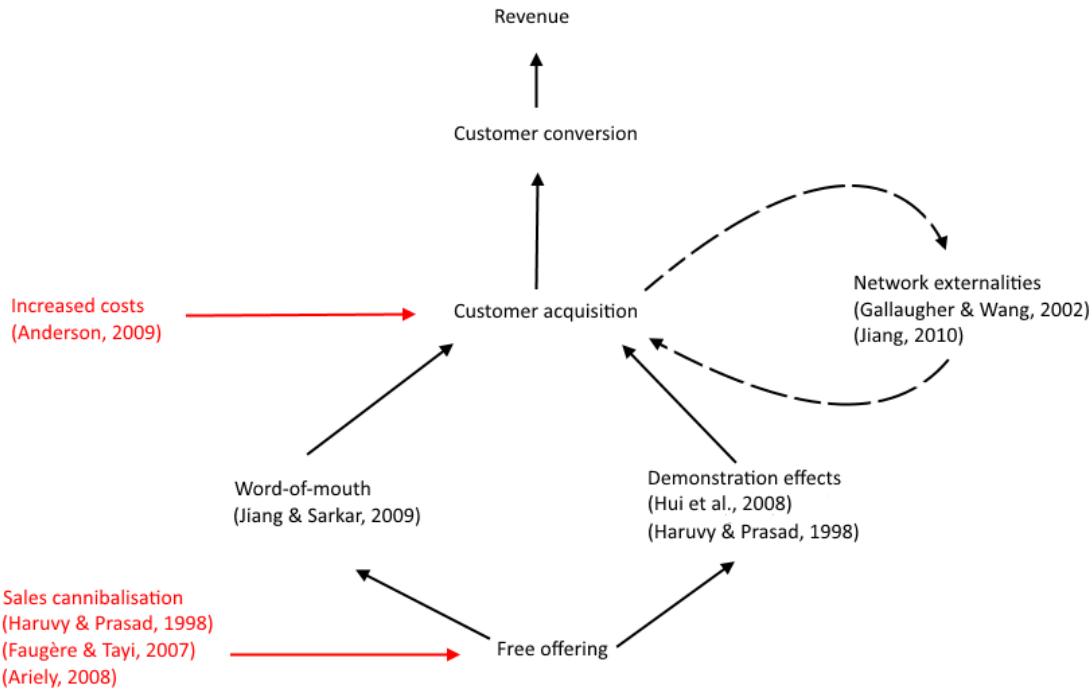 Revenue
Customer conversion
Network externalities
(Gallaugher & Wang, 2002)
(Jiang, 2010)
Increased costs
(Anderson, 2009)
Customer acquisition
Word-of-mouth
(Jiang & Sarkar, 2009)
Demonstration effects
(Hui et al., 2008)
(Haruvy & Prasad, 1998)
Sales cannibalisation
(Haruvy & Prasad, 1998)
(Faugère & Tayi, 2007)
(Ariely, 2008)
Free offering